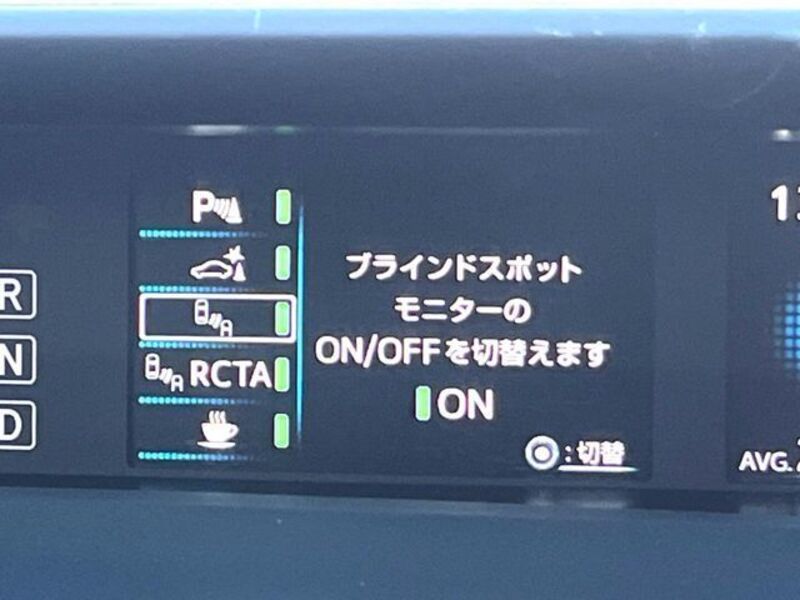 P
R
N
D
RCTA
ブラインドスポット
モニターの
ON/OFFを切替えます
ON
:切替
AVG.